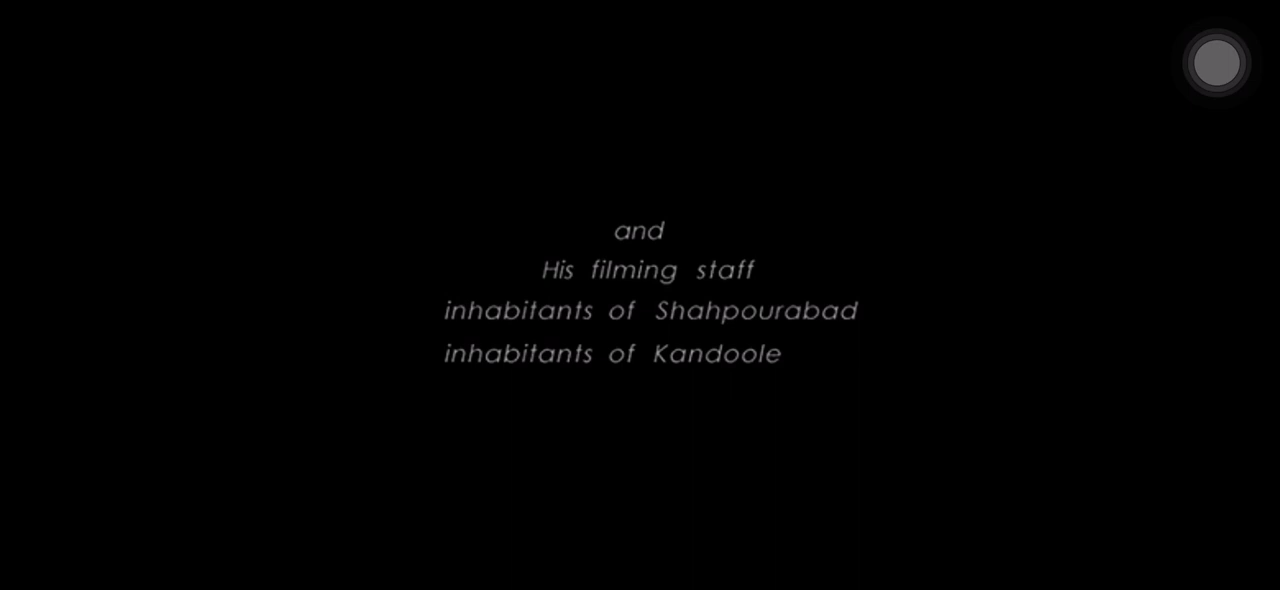 and
His filming staff
inhabitants of Shahpourabad
inhabitants of Kandoole